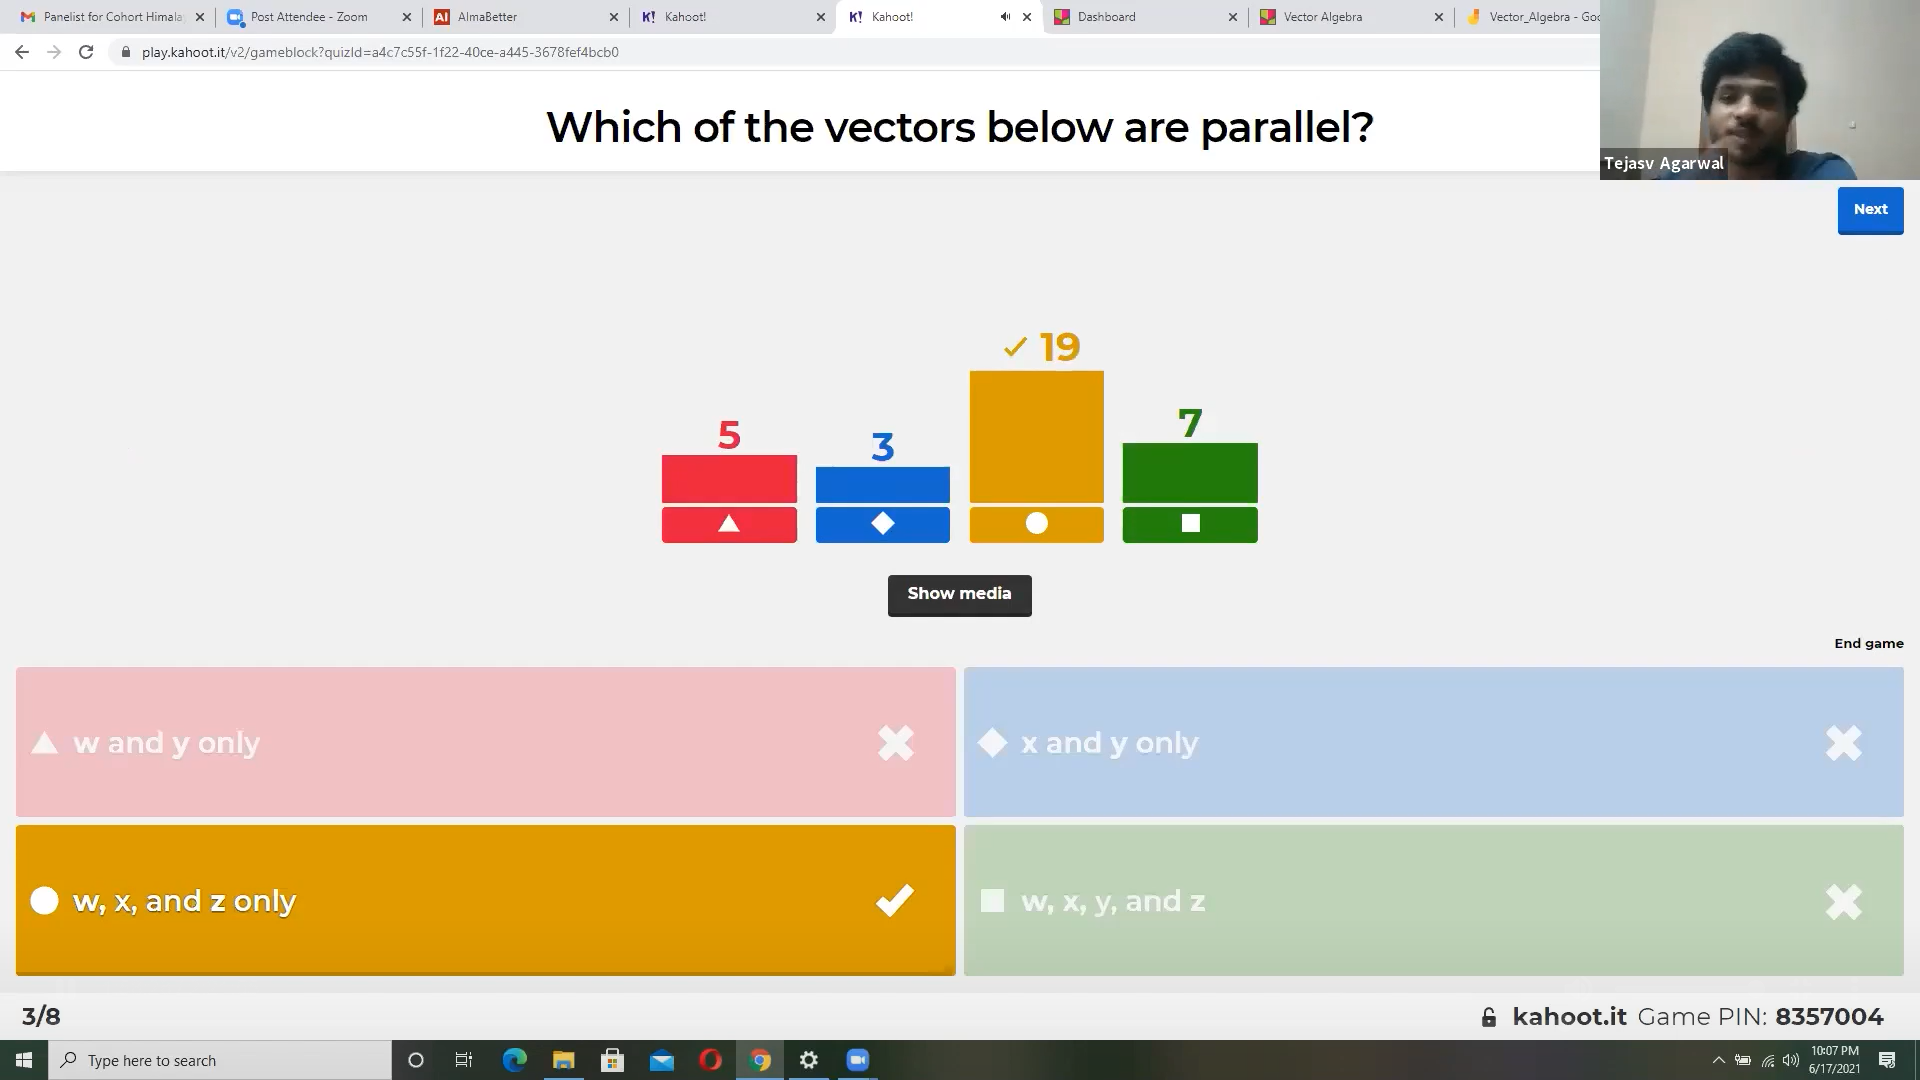 Panelist for Cohort Himala
Post Attendee - Zoom
AlmaBetter
Kahoot!
Kahoot!
Dashboard
Vector Algebra
Vector_Algebra - Goo
play.kahoot.it/v2/gameblock?quizId=a4c7c55f-1f22-40ce-a445-3678fef4bcb0
Which of the vectors below are parallel?
Tejasv Agarwal
Next
5
3
19
7
Show media
End game
w and y only
x and y only
w, x, and z only
w, x, y, and z
3/8
kahoot.it Game PIN: 8357004
Type here to search
10:07 PM
6/17/2021